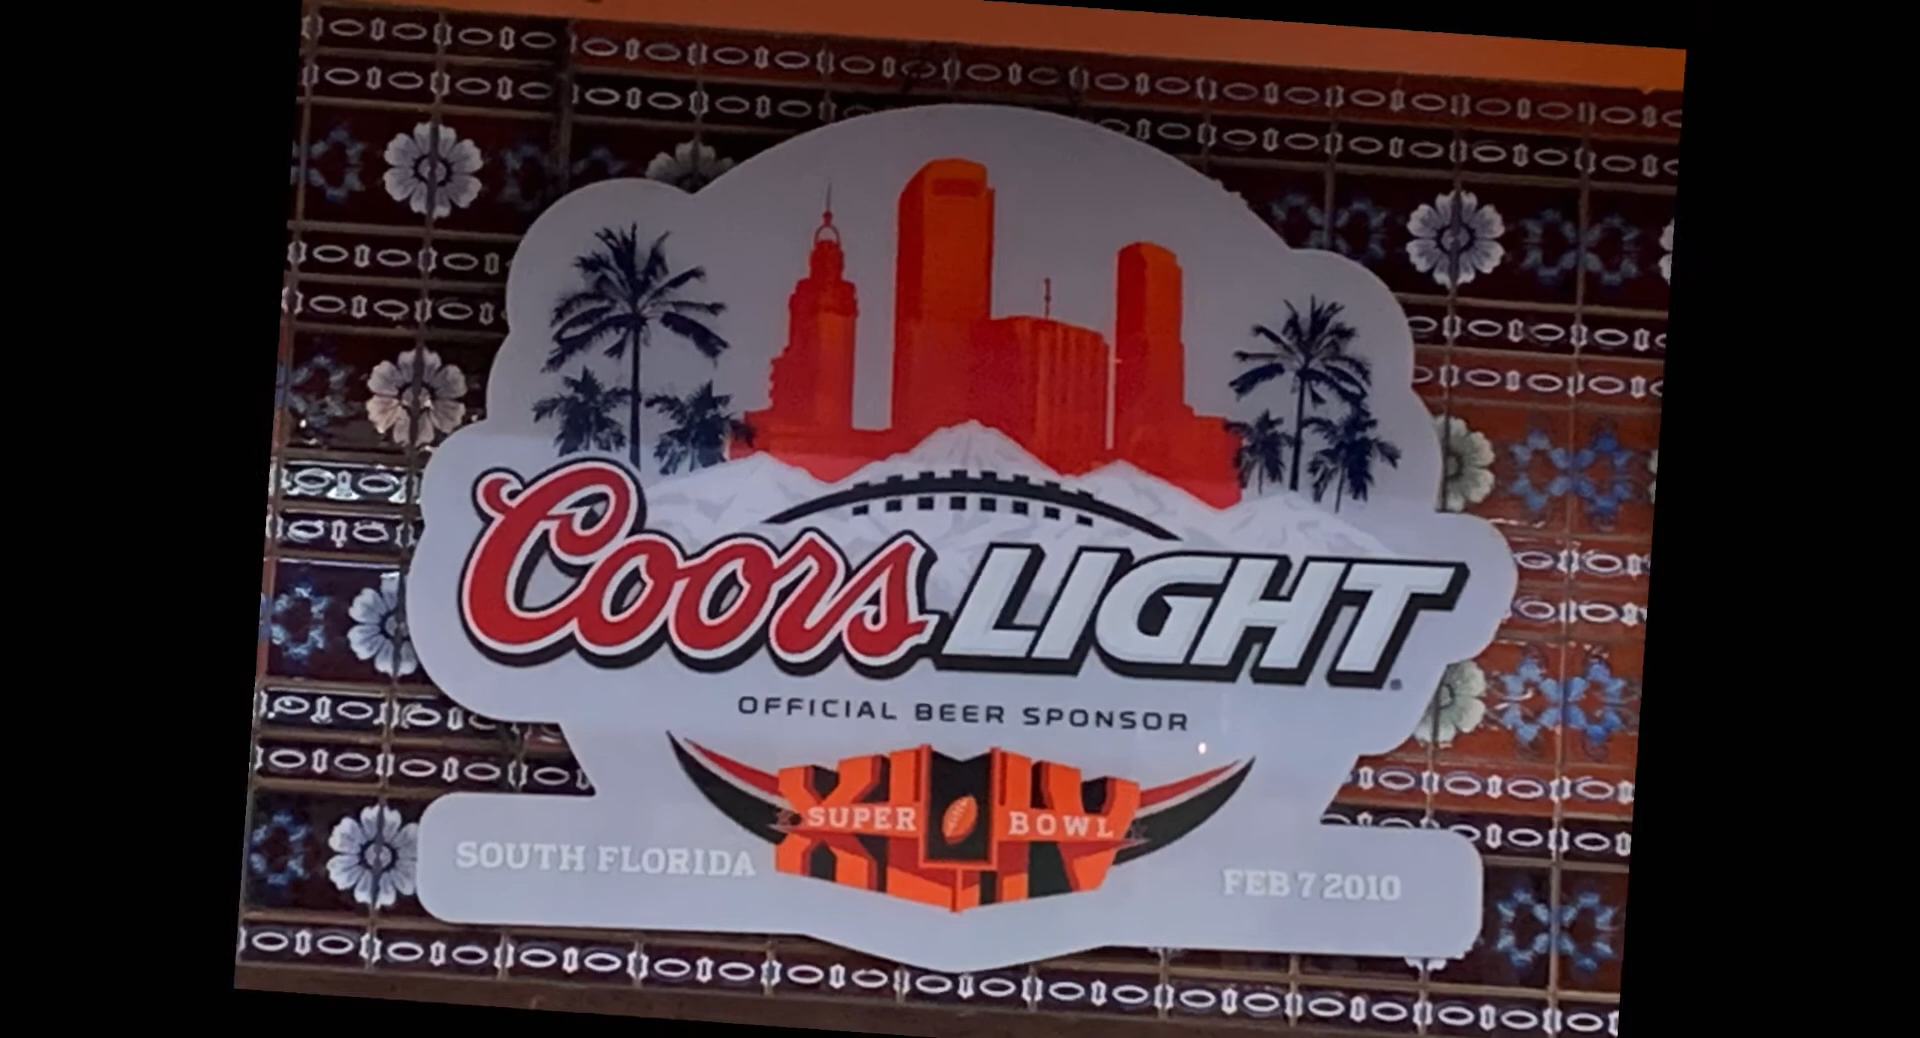 Coors LIGHT
OFFICIAL BEER SPONSOR
XLIV
SUPER BOWL
SOUTH FLORIDA
FEB 7 2010